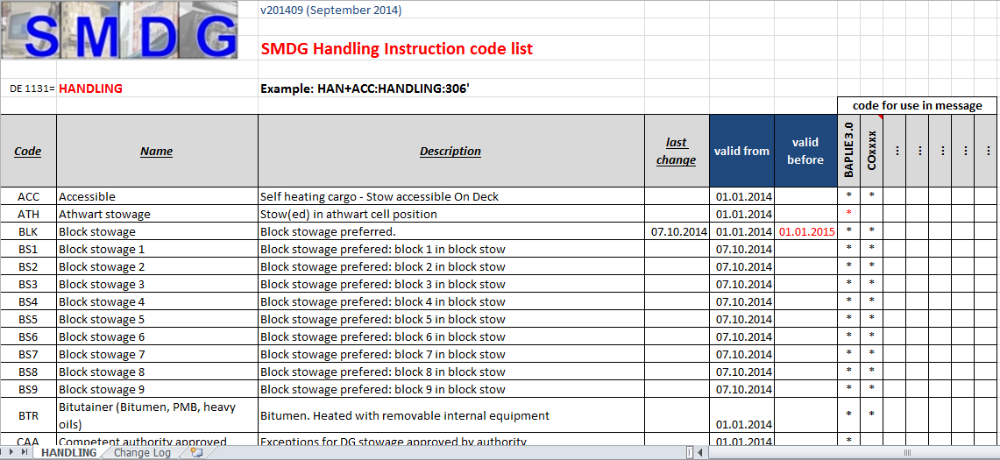 v201409 (September 2014)
SMDG
SMDG Handling Instruction code list
DE 1131= HANDLING Example: HAN+ACC:HANDLING:306'
code for use in message
Code Name Description last change valid from valid before BAPLIE 3.0 COxxxx ... ... ... ... ...
ACC Accessible Self heating cargo - Stow accessible On Deck 01.01.2014 * *
ATH Athwart stowage Stow(ed) in athwart cell position 01.01.2014 *
BLK Block stowage Block stowage preferred. 07.10.2014 01.01.2014 01.01.2015 * *
BS1 Block stowage 1 Block stowage prefered: block 1 in block stow 07.10.2014 * *
BS2 Block stowage 2 Block stowage prefered: block 2 in block stow 07.10.2014 * *
BS3 Block stowage 3 Block stowage prefered: block 3 in block stow 07.10.2014 * *
BS4 Block stowage 4 Block stowage prefered: block 4 in block stow 07.10.2014 * *
BS5 Block stowage 5 Block stowage prefered: block 5 in block stow 07.10.2014 * *
BS6 Block stowage 6 Block stowage prefered: block 6 in block stow 07.10.2014 * *
BS7 Block stowage 7 Block stowage prefered: block 7 in block stow 07.10.2014 * *
BS8 Block stowage 8 Block stowage prefered: block 8 in block stow 07.10.2014 * *
BS9 Block stowage 9 Block stowage prefered: block 9 in block stow 07.10.2014 * *
BTR Bitutainer (Bitumen, PMB, heavy oils) Bitumen. Heated with removable internal equipment 01.01.2014 * *
CAA Competent authority approved Exceptions for DG stowage approved by authority 01.01.2014 *
HANDLING Change Log